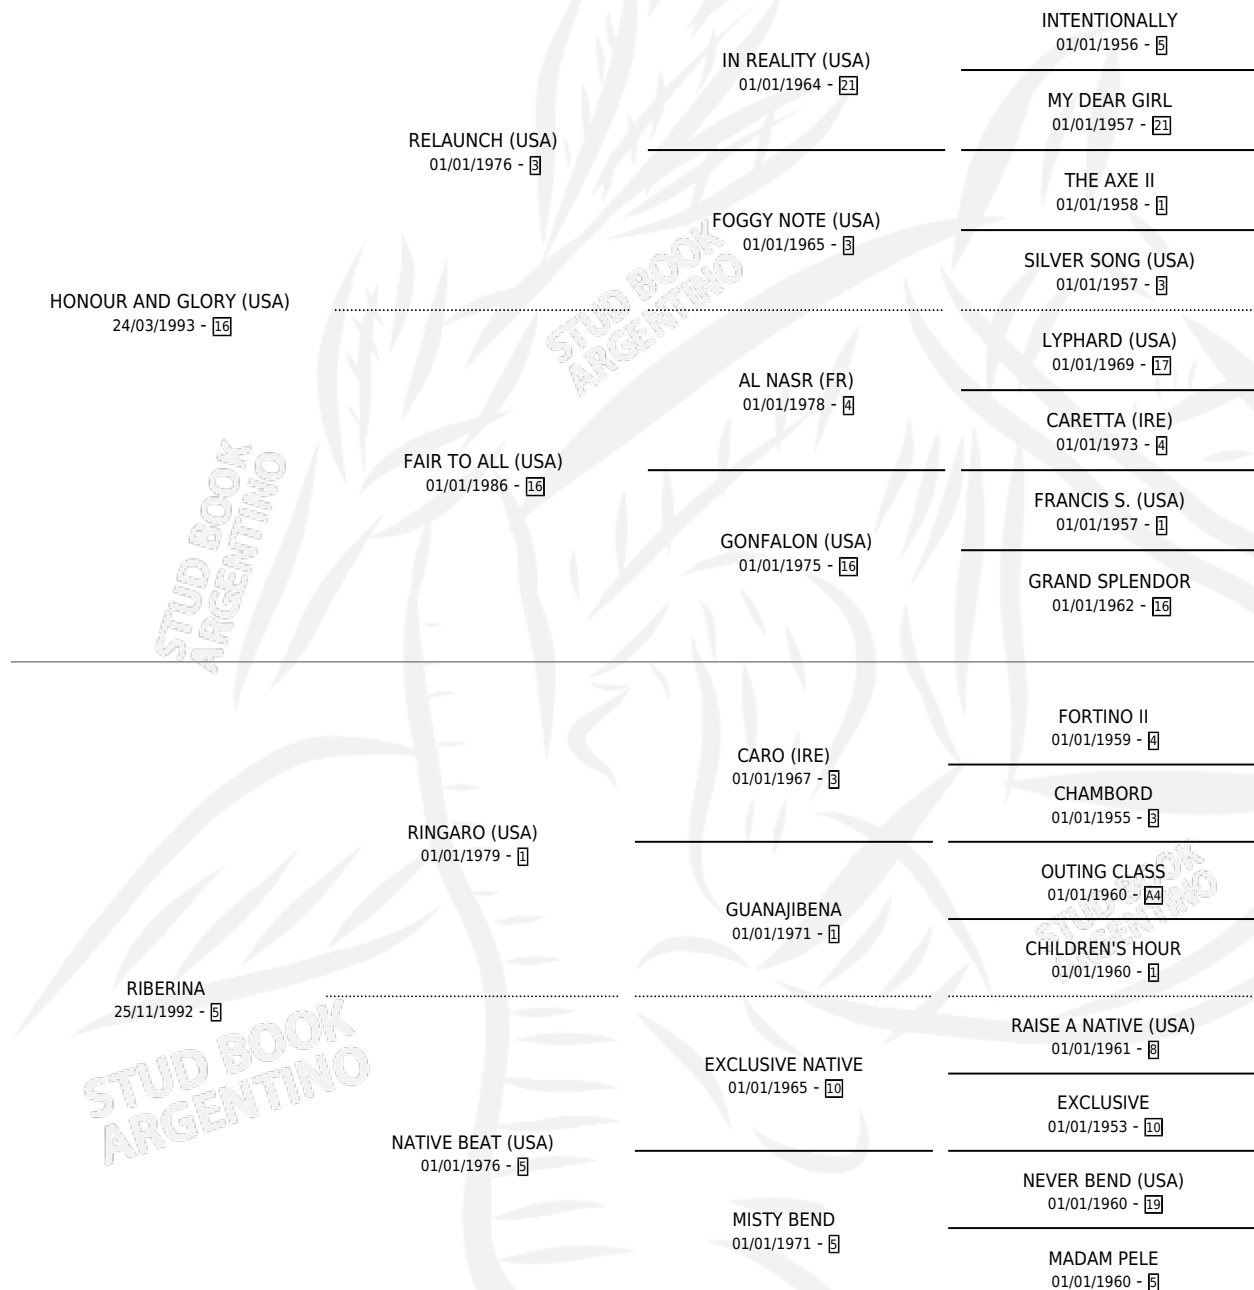 INTENTIONALLY
01/01/1956 - 5
IN REALITY (USA)
01/01/1964 - 21
MY DEAR GIRL
01/01/1957 - 21
RELAUNCH (USA)
01/01/1976 - 3
THE AXE II
01/01/1958 - 1
FOGGY NOTE (USA)
01/01/1965 - 3
SILVER SONG (USA)
01/01/1957 - 3
HONOUR AND GLORY (USA)
24/03/1993 - 16
LYPHARD (USA)
01/01/1969 - 17
AL NASR (FR)
01/01/1978 - 4
CARETTA (IRE)
01/01/1973 - 4
FAIR TO ALL (USA)
01/01/1986 - 16
FRANCIS S. (USA)
01/01/1957 - 1
GONFALON (USA)
01/01/1975 - 16
GRAND SPLENDOR
01/01/1962 - 16
FORTINO II
01/01/1959 - 4
CARO (IRE)
01/01/1967 - 3
CHAMBORD
01/01/1955 - 3
RINGARO (USA)
01/01/1979 - 1
OUTING CLASS
01/01/1960 - A4
GUANAJIBENA
01/01/1971 - 1
CHILDREN'S HOUR
01/01/1960 - 1
RIBERINA
25/11/1992 - 5
RAISE A NATIVE (USA)
01/01/1961 - 8
EXCLUSIVE NATIVE
01/01/1965 - 10
EXCLUSIVE
01/01/1953 - 10
NATIVE BEAT (USA)
01/01/1976 - 5
NEVER BEND (USA)
01/01/1960 - 19
MISTY BEND
01/01/1971 - 5
MADAM PELE
01/01/1960 - 5
STUD BOOK
ARGENTINO
STUD BOOK
ARGENTINO
STUD BOOK
ARGENTINO
STUD BOOK
ARGENTINO